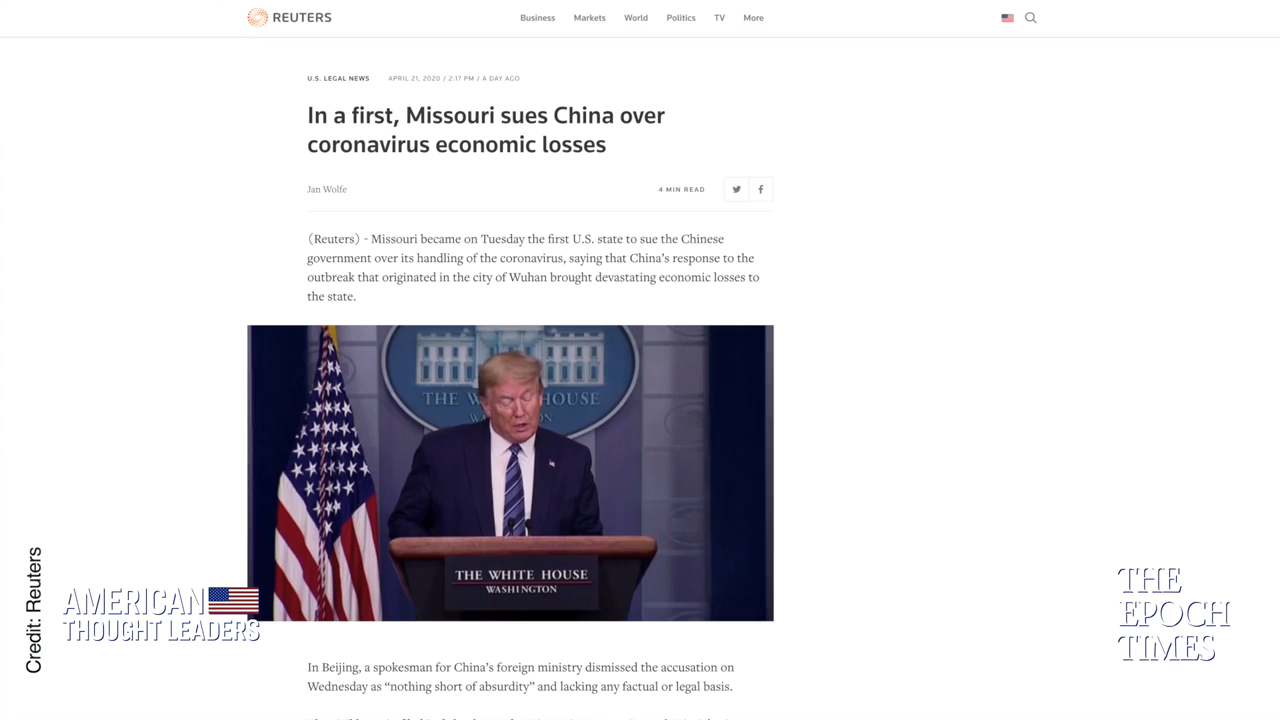 REUTERS
Business Markets World Politics TV More
U.S. LEGAL NEWS APRIL 21, 2020 / 2:17 PM / A DAY AGO
In a first, Missouri sues China over
coronavirus economic losses
Jan Wolfe
4 MIN READ
(Reuters) - Missouri became on Tuesday the first U.S. state to sue the Chinese
government over its handling of the coronavirus, saying that China’s response to the
outbreak that originated in the city of Wuhan brought devastating economic losses to
the state.
THE WHITE HOUSE
WASHINGTON
THE WHITE HOUSE
WASHINGTON
Credit: Reuters
AMERICAN
THOUGHT LEADERS
THE
EPOCH
TIMES
In Beijing, a spokesman for China’s foreign ministry dismissed the accusation on
Wednesday as “nothing short of absurdity” and lacking any factual or legal basis.